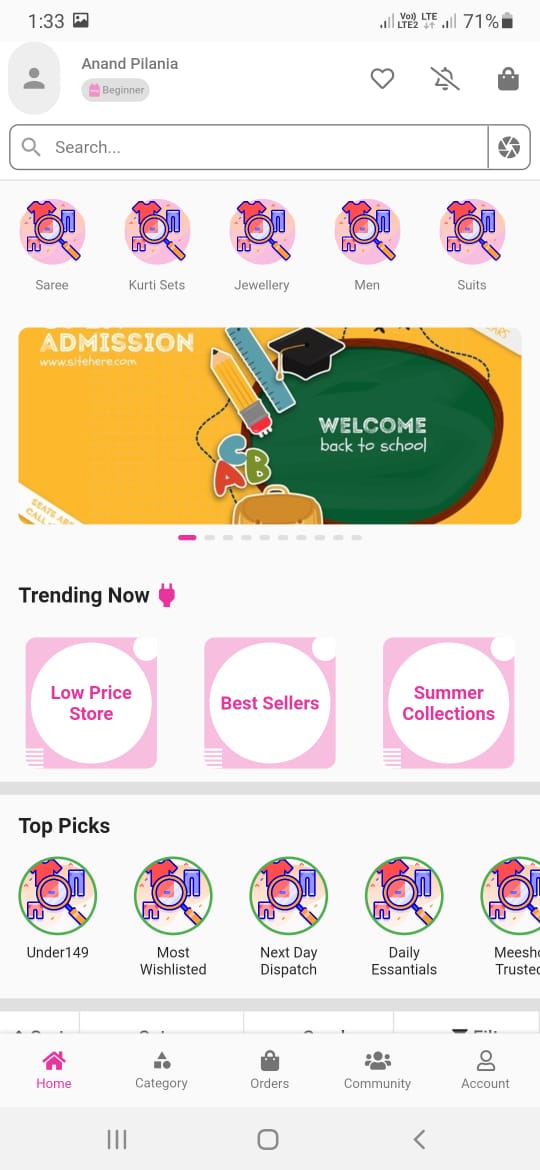 1:33
Vo) LTE
LTE2
71%
Anand Pilania
Beginner
Search...
Saree
Kurti Sets
Jewellery
Men
Suits
ADMISSION
www.sitehere.com
WELCOME
back to school
A C B
Trending Now
Low Price
Store
Best Sellers
Summer
Collections
Top Picks
Under149
Most
Wishlisted
Next Day
Dispatch
Daily
Essantials
Meesho
Trusted
Home
Category
Orders
Community
Account